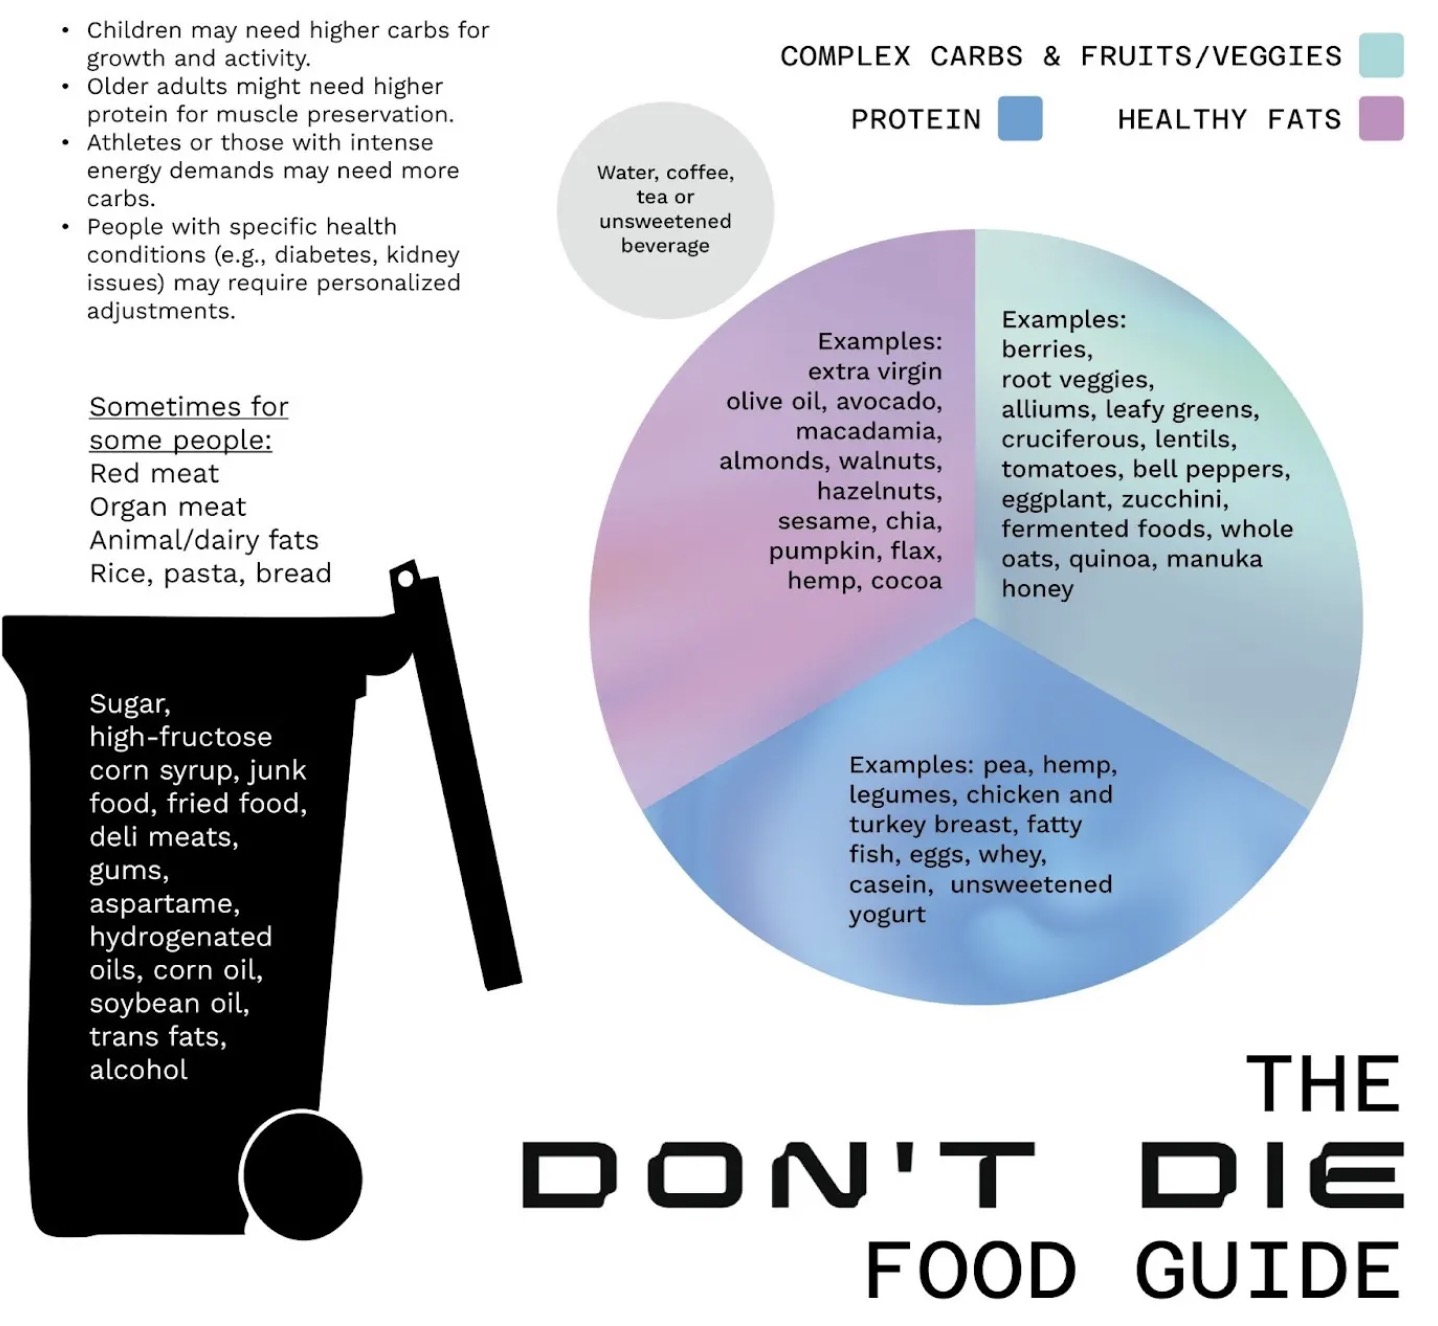 • Children may need higher carbs for
growth and activity.
• Older adults might need higher
protein for muscle preservation.
• Athletes or those with intense
energy demands may need more
carbs.
• People with specific health
conditions (e.g., diabetes, kidney
issues) may require personalized
adjustments.
COMPLEX CARBS & FRUITS/VEGGIES
PROTEIN
HEALTHY FATS
Water, coffee,
tea or
unsweetened
beverage
Examples:
extra virgin
olive oil, avocado,
macadamia,
almonds, walnuts,
hazelnuts,
sesame, chia,
pumpkin, flax,
hemp, cocoa
Examples:
berries,
root veggies,
alliums, leafy greens,
cruciferous, lentils,
tomatoes, bell peppers,
eggplant, zucchini,
fermented foods, whole
oats, quinoa, manuka
honey
Examples: pea, hemp,
legumes, chicken and
turkey breast, fatty
fish, eggs, whey,
casein, unsweetened
yogurt
Sometimes for
some people:
Red meat
Organ meat
Animal/dairy fats
Rice, pasta, bread
Sugar,
high-fructose
corn syrup, junk
food, fried food,
deli meats,
gums,
aspartame,
hydrogenated
oils, corn oil,
soybean oil,
trans fats,
alcohol
THE
DON'T DIE
FOOD GUIDE